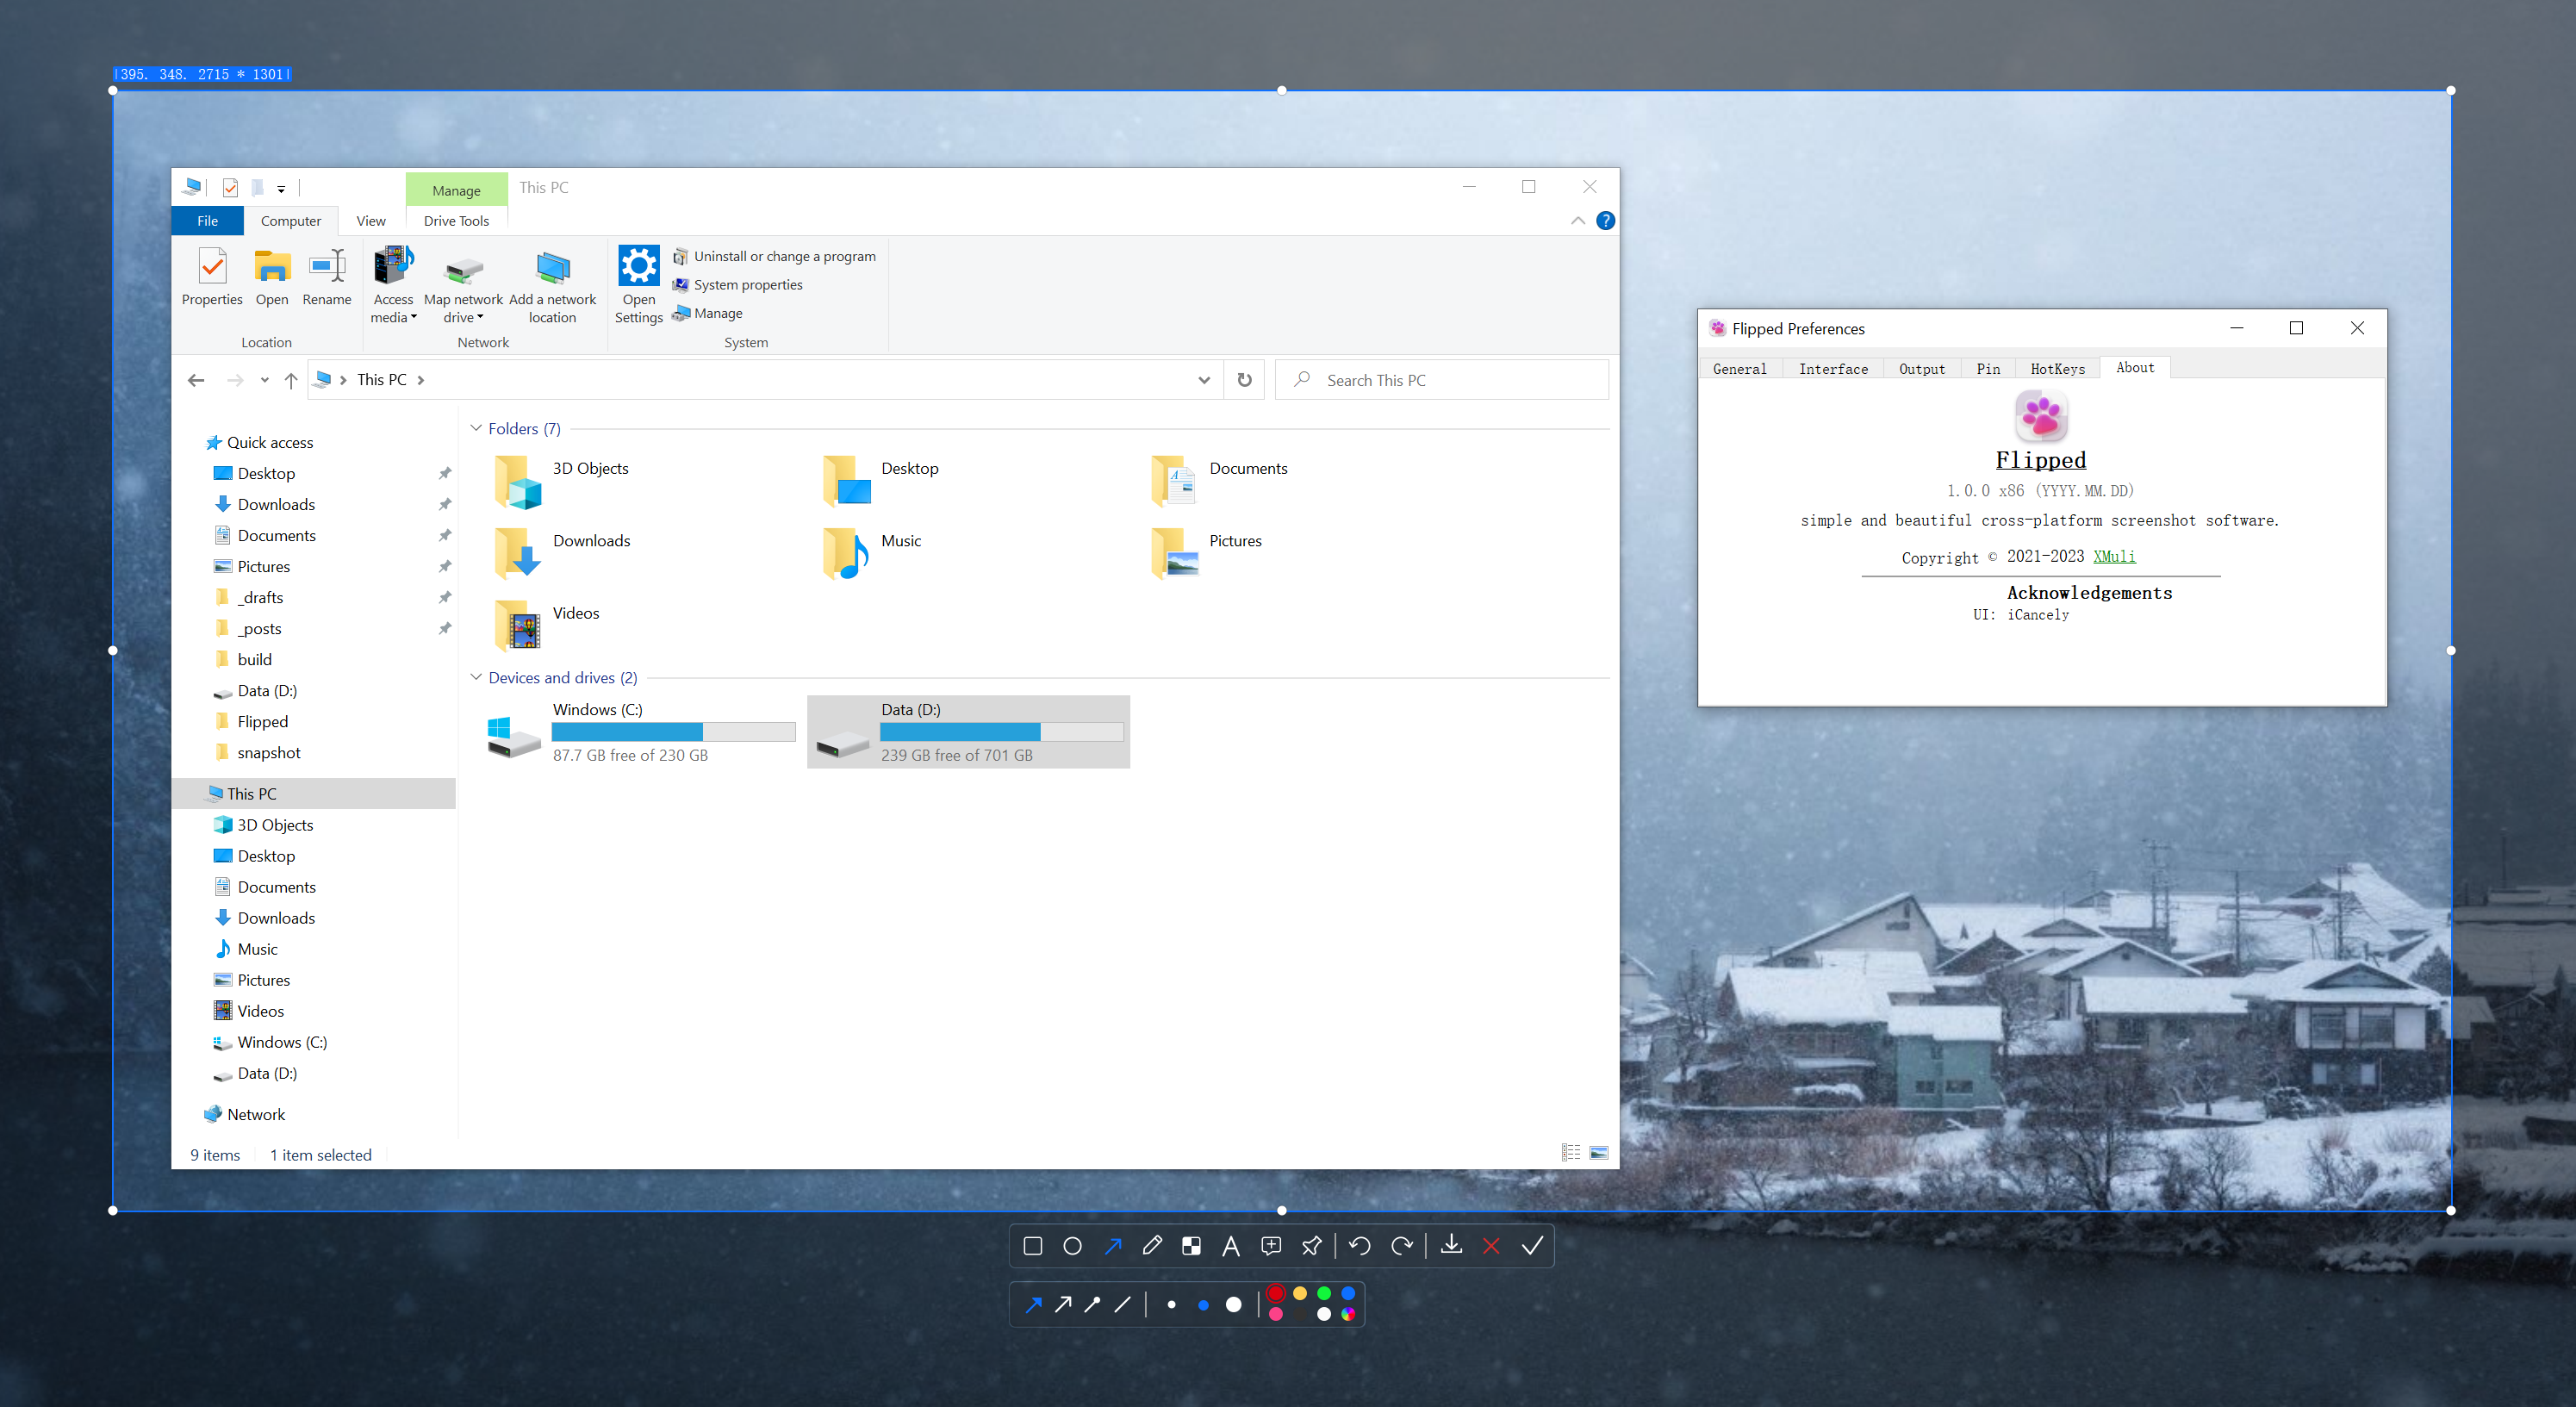 |395. 348. 2715 * 1301|
Manage
This PC
File
Computer
View
Drive Tools
Properties
Open
Rename
Access media
Map network drive
Add a network location
Open Settings
Uninstall or change a program
System properties
Manage
Location
Network
System
This PC
Search This PC
Quick access
Desktop
Downloads
Documents
Pictures
_drafts
_posts
build
Data (D:)
Flipped
snapshot
This PC
3D Objects
Desktop
Documents
Downloads
Music
Pictures
Videos
Windows (C:)
Data (D:)
Network
Folders (7)
3D Objects
Desktop
Documents
Downloads
Music
Pictures
Videos
Devices and drives (2)
Windows (C:)
87.7 GB free of 230 GB
Data (D:)
239 GB free of 701 GB
9 items
1 item selected
Flipped Preferences
General
Interface
Output
Pin
HotKeys
About
Flipped
1.0.0 x86 (YYYY.MM.DD)
simple and beautiful cross-platform screenshot software.
Copyright © 2021-2023 XMuli
Acknowledgements
UI: iCancely